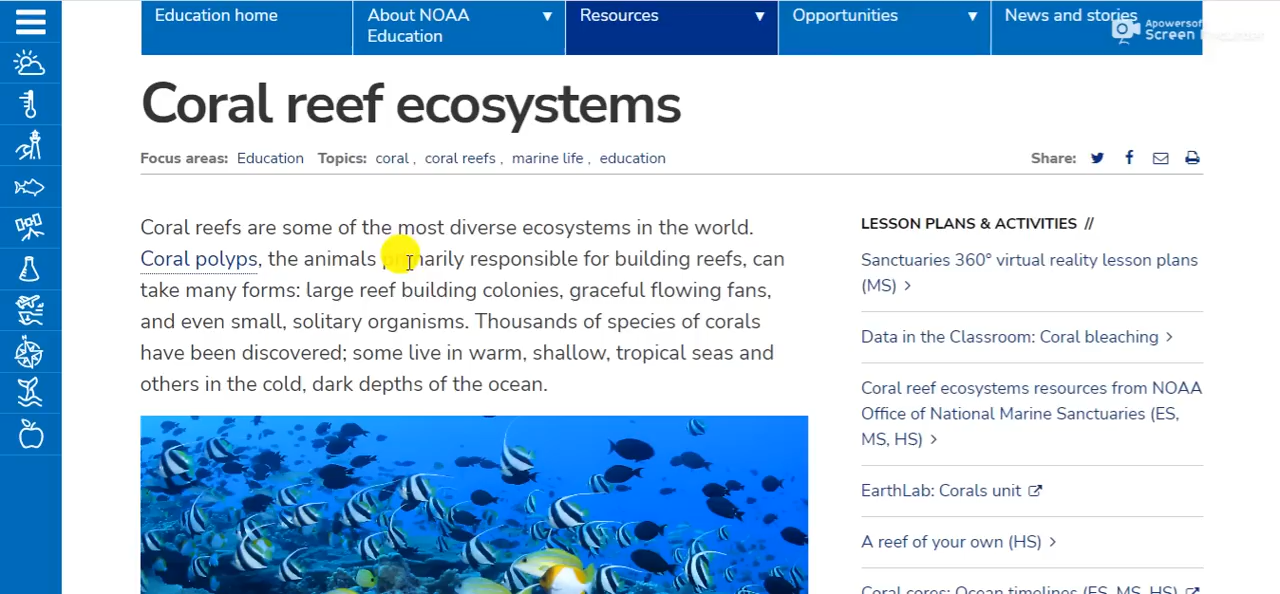 Education home
About NOAA
Education
Resources
Opportunities
News and stories
Apowersof
Screen
Coral reef ecosystems
Focus areas: Education Topics: coral , coral reefs , marine life , education
Share:
Coral reefs are some of the most diverse ecosystems in the world.
Coral polyps, the animals primarily responsible for building reefs, can
take many forms: large reef building colonies, graceful flowing fans,
and even small, solitary organisms. Thousands of species of corals
have been discovered; some live in warm, shallow, tropical seas and
others in the cold, dark depths of the ocean.
LESSON PLANS & ACTIVITIES //
Sanctuaries 360° virtual reality lesson plans
(MS) >
Data in the Classroom: Coral bleaching >
Coral reef ecosystems resources from NOAA
Office of National Marine Sanctuaries (ES,
MS, HS) >
EarthLab: Corals unit
A reef of your own (HS) >
Coral cores: Ocean timelines (ES, MS, HS)